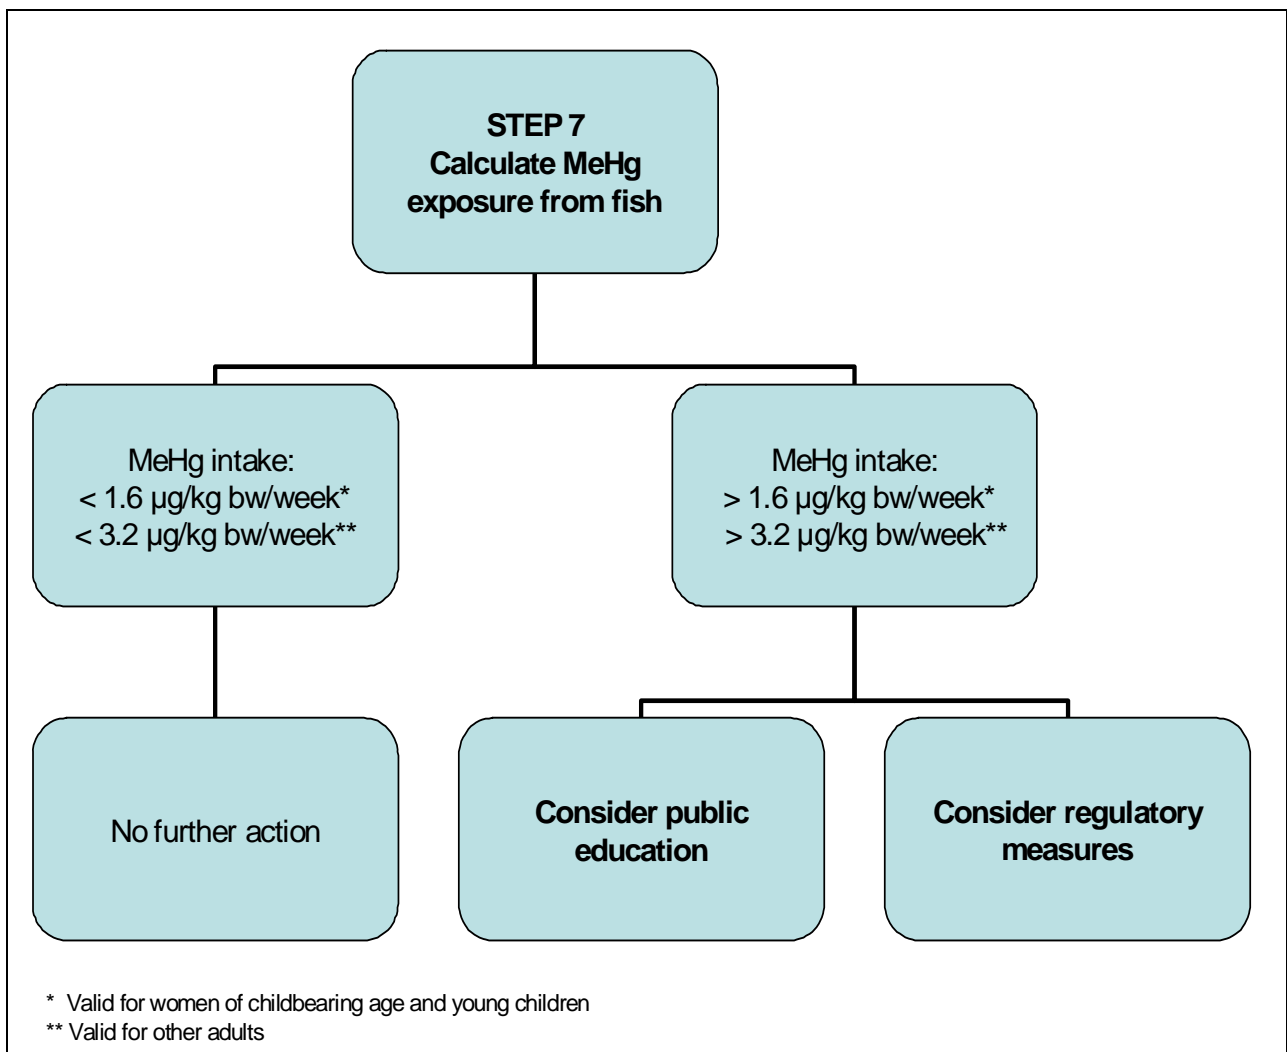 STEP 7
Calculate MeHg
exposure from fish
MeHg intake:
< 1.6 µg/kg bw/week*
< 3.2 µg/kg bw/week**
MeHg intake:
> 1.6 µg/kg bw/week*
> 3.2 µg/kg bw/week**
No further action
Consider public
education
Consider regulatory
measures
* Valid for women of childbearing age and young children
** Valid for other adults